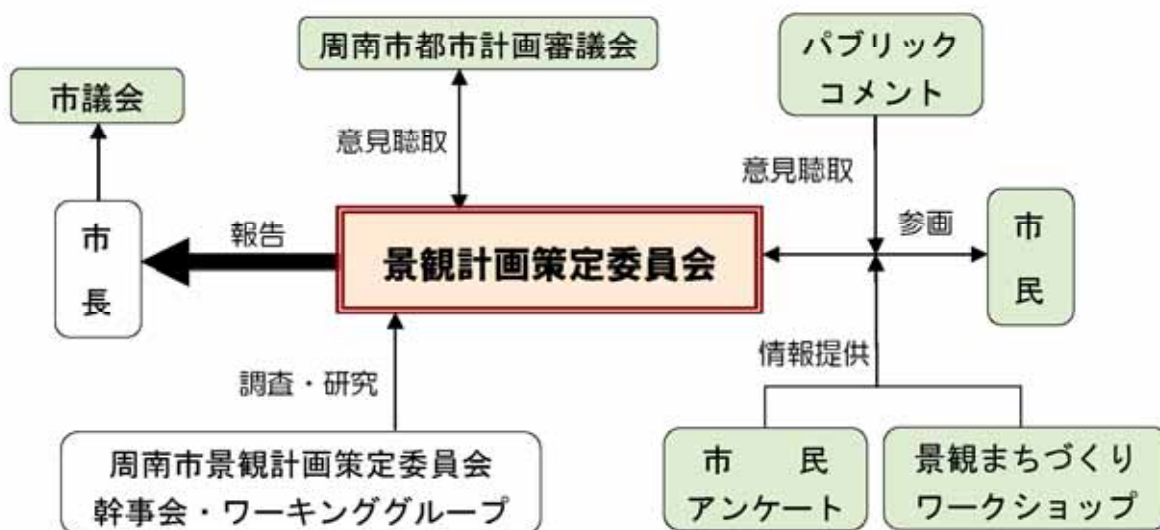 周南市都市計画審議会
パブリック
コメント
市議会
意見聴取
意見聴取
市
長
報告
景観計画策定委員会
参画
市
民
情報提供
調査・研究
周南市景観計画策定委員会
幹事会・ワーキンググループ
市　民
アンケート
景観まちづくり
ワークショップ